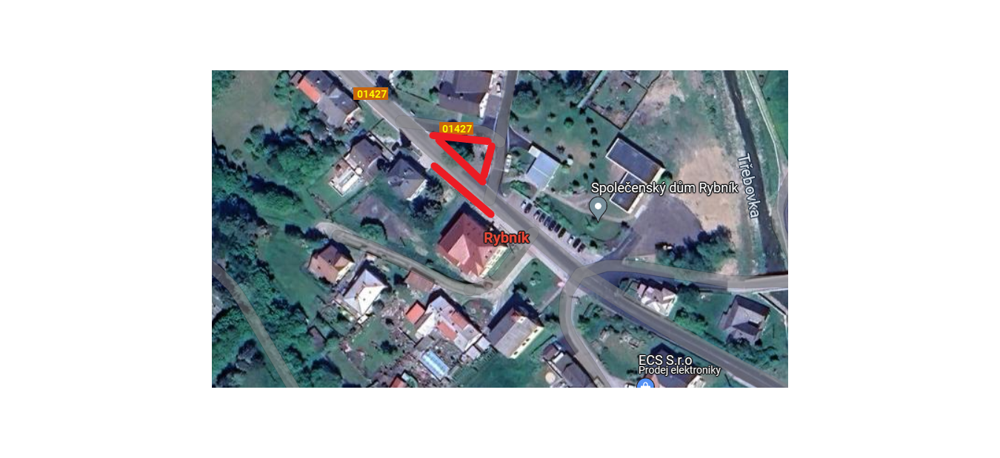 01427
01427
Společenský dům Rybník
Třebovka
Rybník
ECS S.r.o
Prodej elektroniky